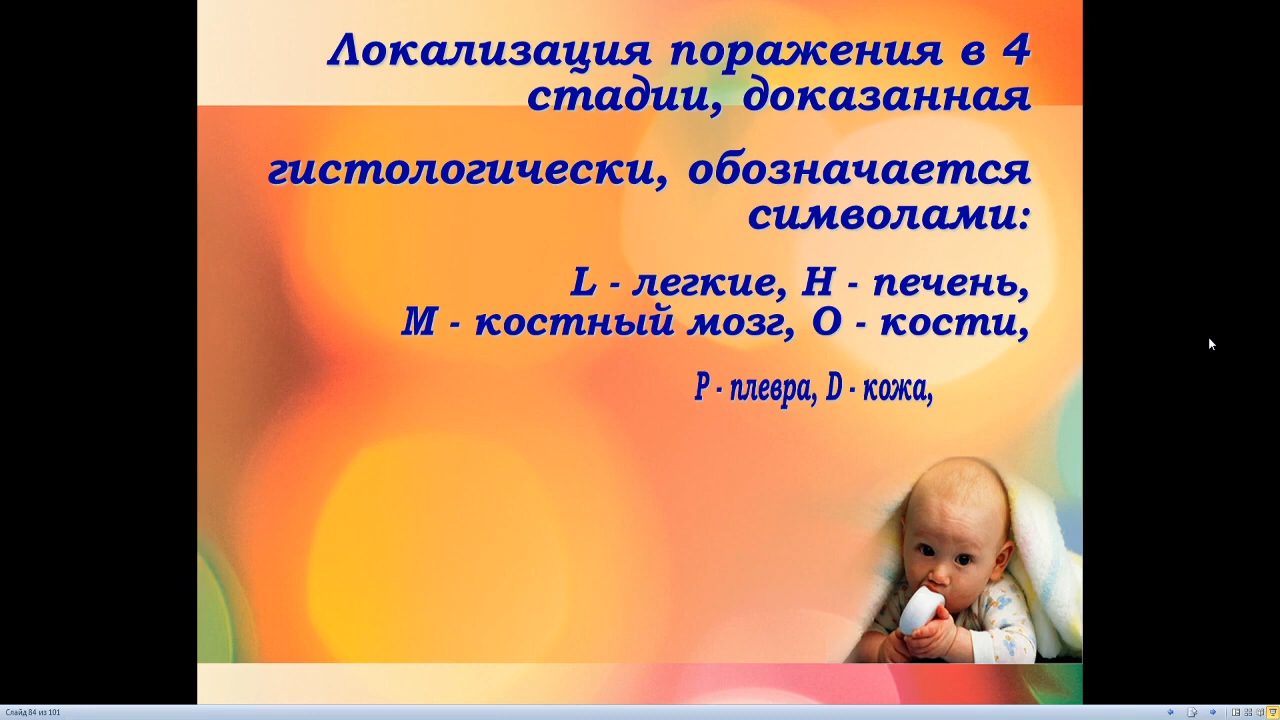 Локализация поражения в 4
стадии, доказанная
гистологически, обозначается
символами:
L - легкие, H - печень,
M - костный мозг, O - кости,
P - плевра, D - кожа,
Слайд 84 из 101